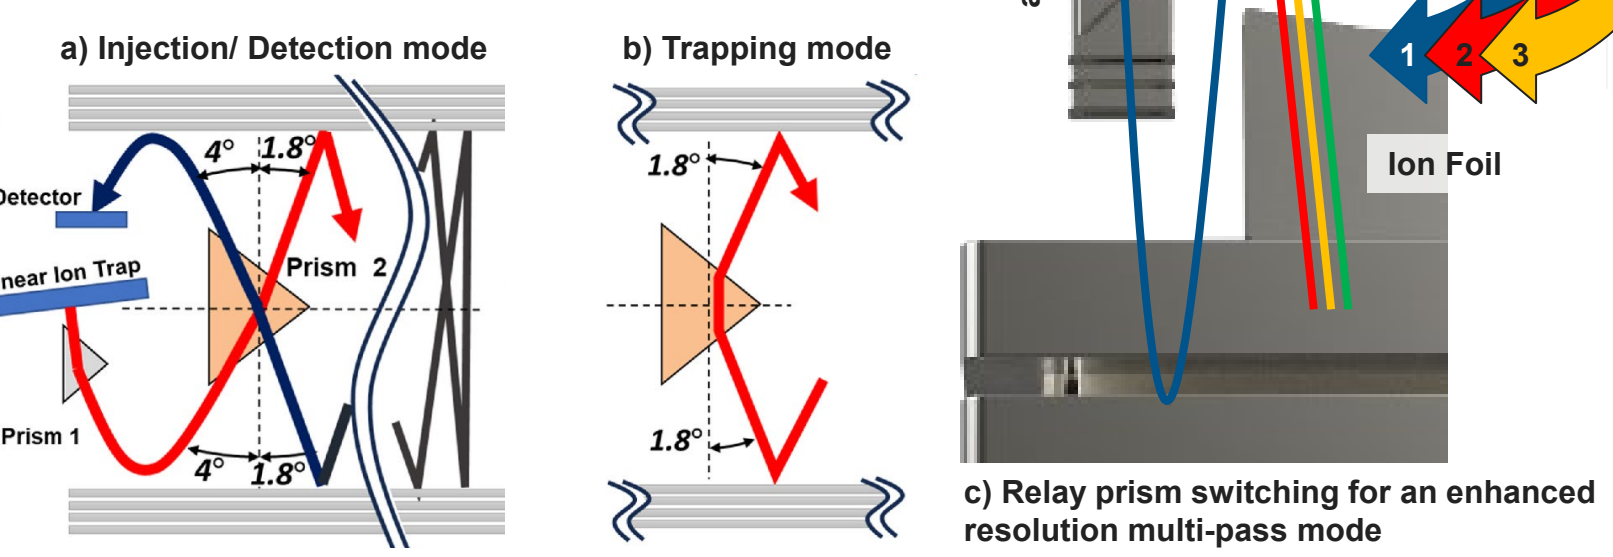 a) Injection/ Detection mode
4° 1.8°
Detector
near Ion Trap
Prism 2
Prism 1
4° 1.8°
b) Trapping mode
1.8°
1.8°
1 2 3
Ion Foil
c) Relay prism switching for an enhanced
resolution multi-pass mode